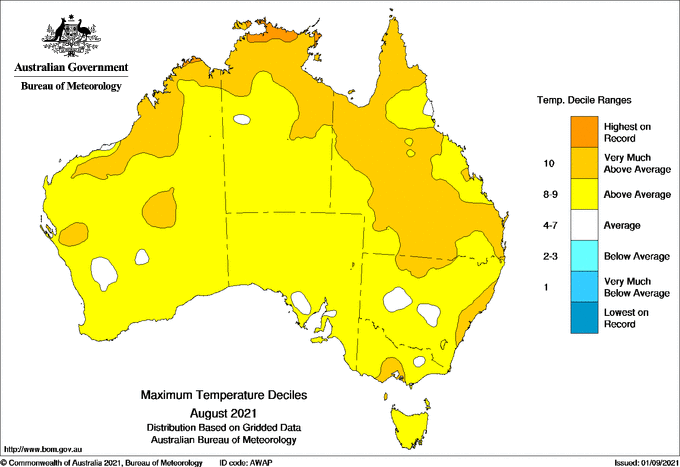 Australian Government
Bureau of Meteorology
Temp. Decile Ranges
Highest on
Record
10
Very Much
Above Average
8-9
Above Average
4-7
Average
2-3
Below Average
1
Very Much
Below Average
Lowest on
Record
Maximum Temperature Deciles
August 2021
Distribution Based on Gridded Data
Australian Bureau of Meteorology
http://www.bom.gov.au
© Commonwealth of Australia 2021, Bureau of Meteorology ID code: AWAP Issued: 01/09/2021